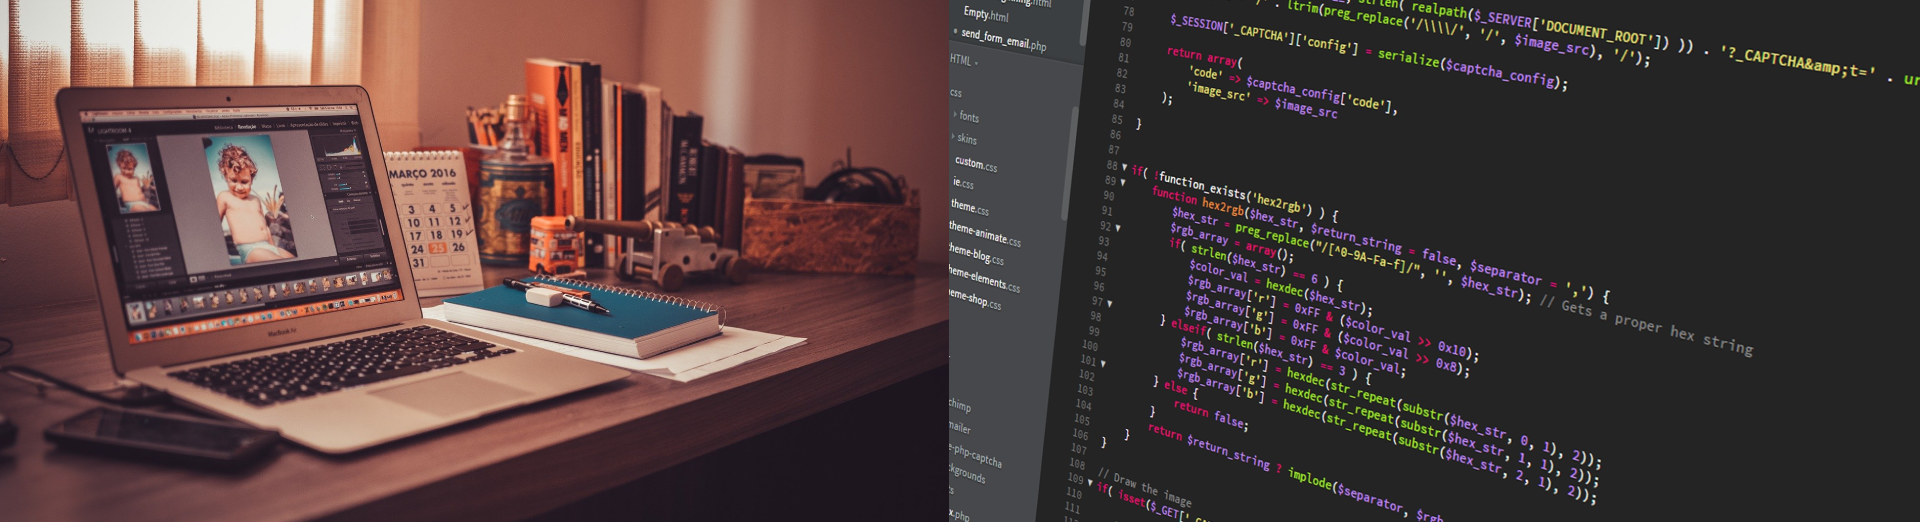 MARÇO 2016
3 4 5
10 11 12
17 18 19
24 25 26
31
MacBook Air
Empty.html
send_form_email.php
HTML
css
fonts
skins
custom.css
ie.css
theme.css
theme-animate.css
theme-blog.css
theme-elements.css
theme-shop.css
chimp
mailer
-php-captcha
kgrounds
x.php
strlen( realpath($_SERVER['DOCUMENT_ROOT']) )) . '?_CAPTCHA&amp;t=' . ur
78 . ltrim(preg_replace('/\\\\/', '/', $image_src), '/');
79 $_SESSION['_CAPTCHA']['config'] = serialize($captcha_config);
80
81 return array(
82 'code' => $captcha_config['code'],
83 'image_src' => $image_src
84 );
85 }
86
87
88 if( !function_exists('hex2rgb') ) {
89 function hex2rgb($hex_str, $return_string = false, $separator = ',') {
90 $hex_str = preg_replace("/[^0-9A-Fa-f]/", '', $hex_str); // Gets a proper hex string
91 $rgb_array = array();
92 if( strlen($hex_str) == 6 ) {
93 $color_val = hexdec($hex_str);
94 $rgb_array['r'] = 0xFF & ($color_val >> 0x10);
95 $rgb_array['g'] = 0xFF & ($color_val >> 0x8);
96 $rgb_array['b'] = 0xFF & $color_val;
97 } elseif( strlen($hex_str) == 3 ) {
98 $rgb_array['r'] = hexdec(str_repeat(substr($hex_str, 0, 1), 2));
99 $rgb_array['g'] = hexdec(str_repeat(substr($hex_str, 1, 1), 2));
100 $rgb_array['b'] = hexdec(str_repeat(substr($hex_str, 2, 1), 2));
101 } else {
102 return false;
103 }
104 return $return_string ? implode($separator, $rgb
105 }
106 }
107
108 // Draw the image
109 if( isset($_GET['
110
111